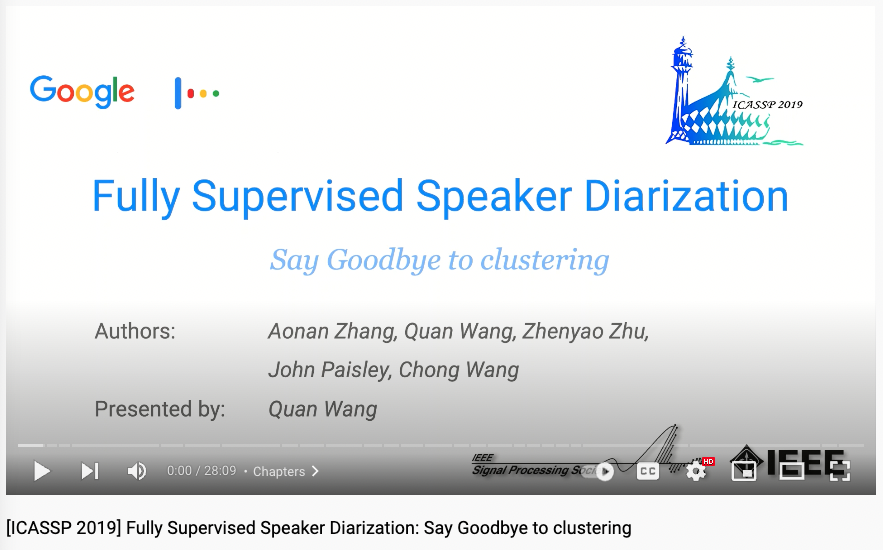 Google
ICASSP 2019
Fully Supervised Speaker Diarization
Say Goodbye to clustering
Authors: Aonan Zhang, Quan Wang, Zhenyao Zhu,
John Paisley, Chong Wang
Presented by: Quan Wang
IEEE
Signal Processing
0:00 / 28:09 • Chapters
CC
HD
IEEE
[ICASSP 2019] Fully Supervised Speaker Diarization: Say Goodbye to clustering